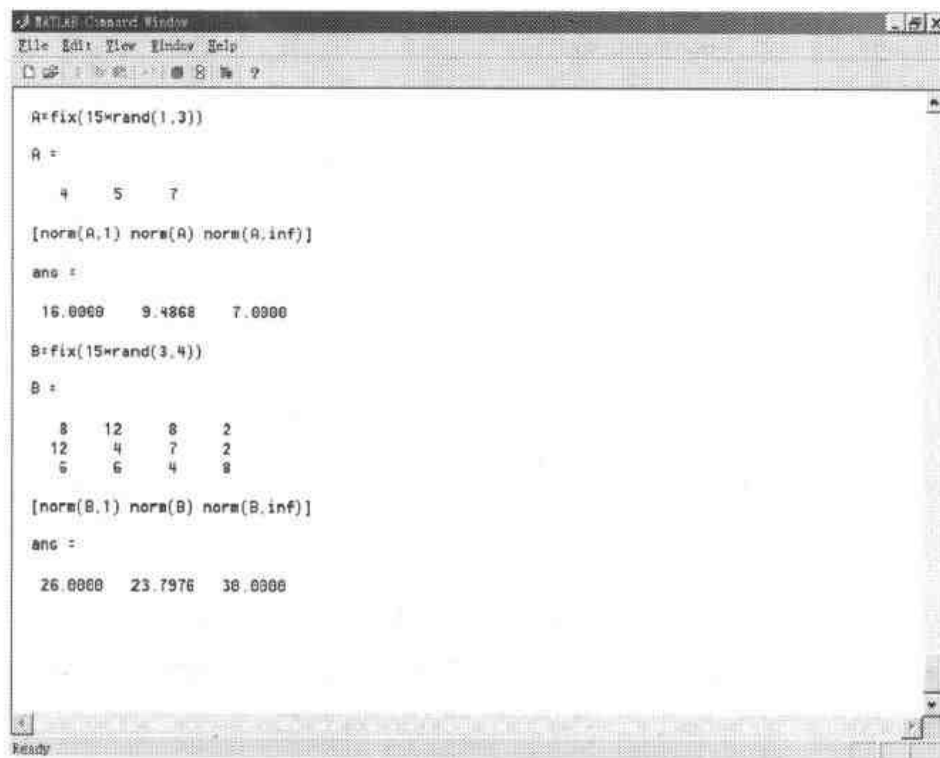 MATLAB Command Window
File Edit View Window Help
?
A=fix(15*rand(1,3))
A =
4 5 7
[norm(A,1) norm(A) norm(A,inf)]
ans =
16.0000 9.4868 7.0000
B=fix(15*rand(3,4))
B =
8 12 8 2
12 4 7 2
6 6 4 8
[norm(B,1) norm(B) norm(B,inf)]
ans =
26.0000 23.7976 30.0000
Ready